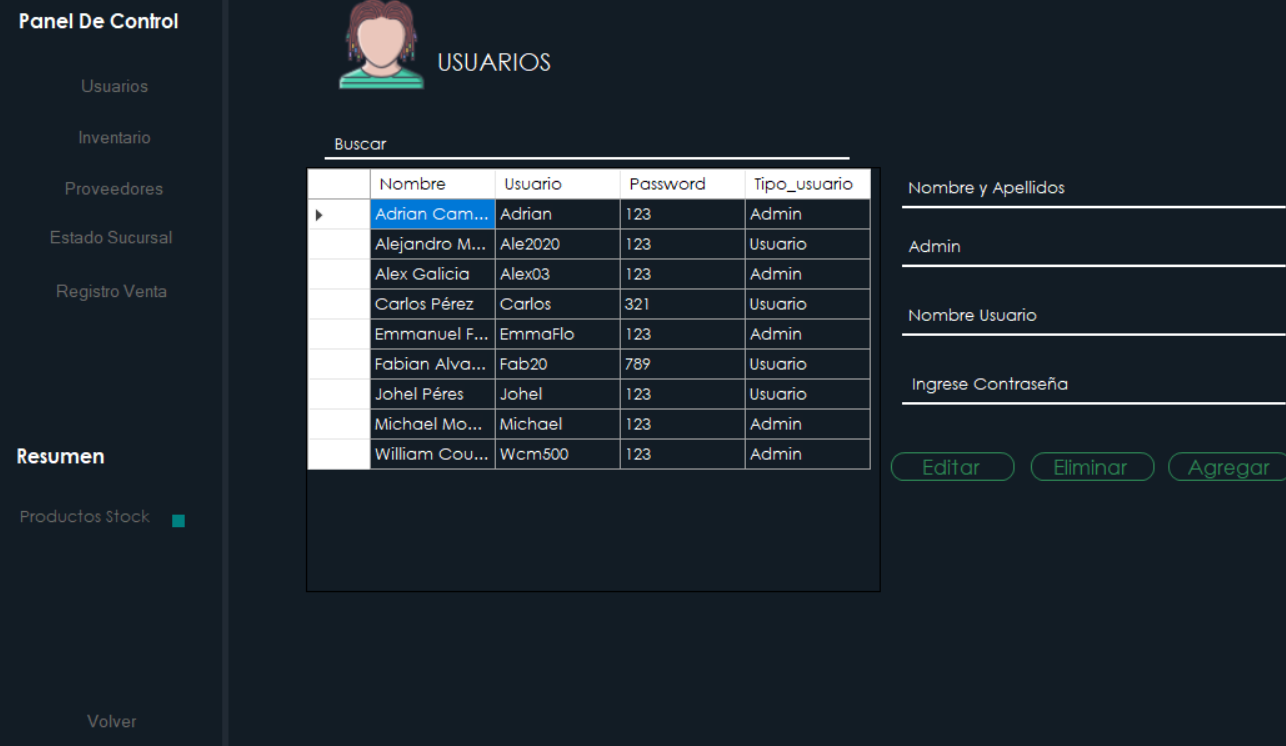 Panel De Control
Usuarios
Inventario
Proveedores
Estado Sucursal
Registro Venta
Resumen
Productos Stock
Volver
USUARIOS
Buscar
Nombre Usuario Password Tipo_usuario
Adrian Cam... Adrian 123 Admin
Alejandro M... Ale2020 123 Usuario
Alex Galicia Alex03 123 Admin
Carlos Pérez Carlos 321 Usuario
Emmanuel F... EmmaFlo 123 Admin
Fabian Alva... Fab20 789 Usuario
Johel Péres Johel 123 Usuario
Michael Mo... Michael 123 Admin
William Cou... Wcm500 123 Admin
Nombre y Apellidos
Admin
Nombre Usuario
Ingrese Contraseña
Editar Eliminar Agregar